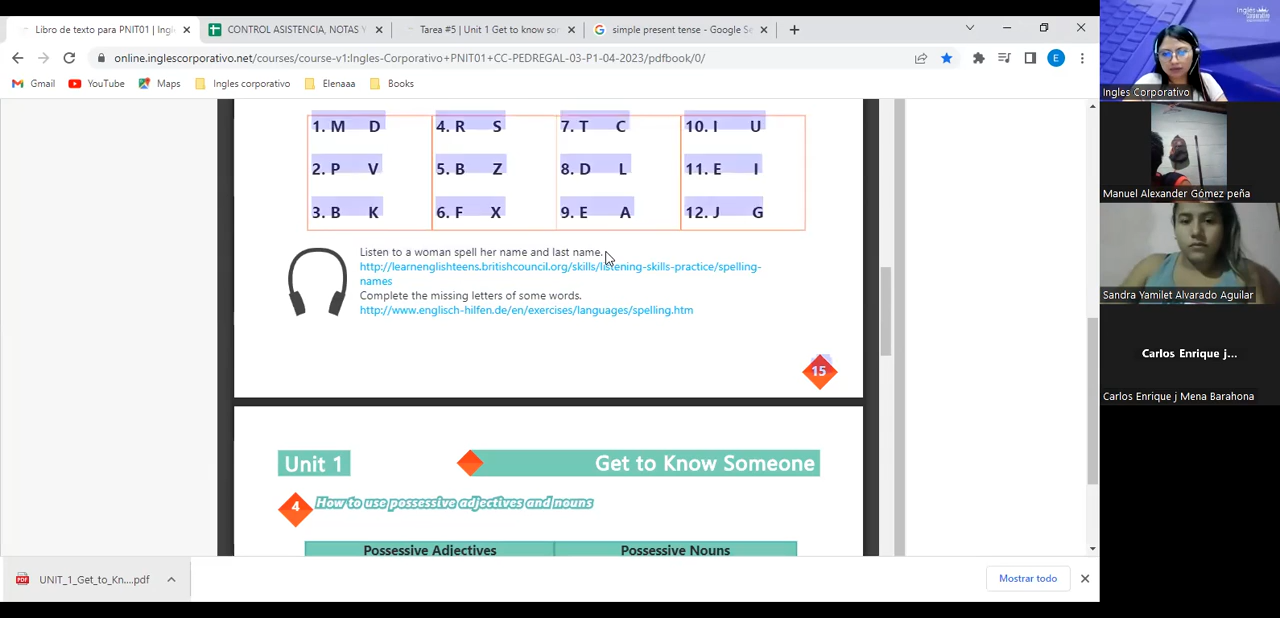 Libro de texto para PNIT01 | Ingl
CONTROL ASISTENCIA, NOTAS Y
Tarea #5 | Unit 1 Get to know so
simple present tense - Google Se
online.inglescorporativo.net/courses/course-v1:Ingles-Corporativo+PNIT01+CC-PEDREGAL-03-P1-04-2023/pdfbook/0/
E
Gmail YouTube Maps Ingles corporativo Elenaaa Books
1. M D 4. R S 7. T C 10. I U
2. P V 5. B Z 8. D L 11. E I
3. B K 6. F X 9. E A 12. J G
Listen to a woman spell her name and last name.
http://learnenglishteens.britishcouncil.org/skills/listening-skills-practice/spelling-
names
Complete the missing letters of some words.
http://www.englisch-hilfen.de/en/exercises/languages/spelling.htm
15
Unit 1 Get to Know Someone
4 How to use possessive adjectives and nouns
Possessive Adjectives Possessive Nouns
PDF UNIT_1_Get_to_Kn....pdf
Mostrar todo
Ingles Corporativo
Manuel Alexander Gómez peña
Sandra Yamilet Alvarado Aguilar
Carlos Enrique j...
Carlos Enrique j Mena Barahona